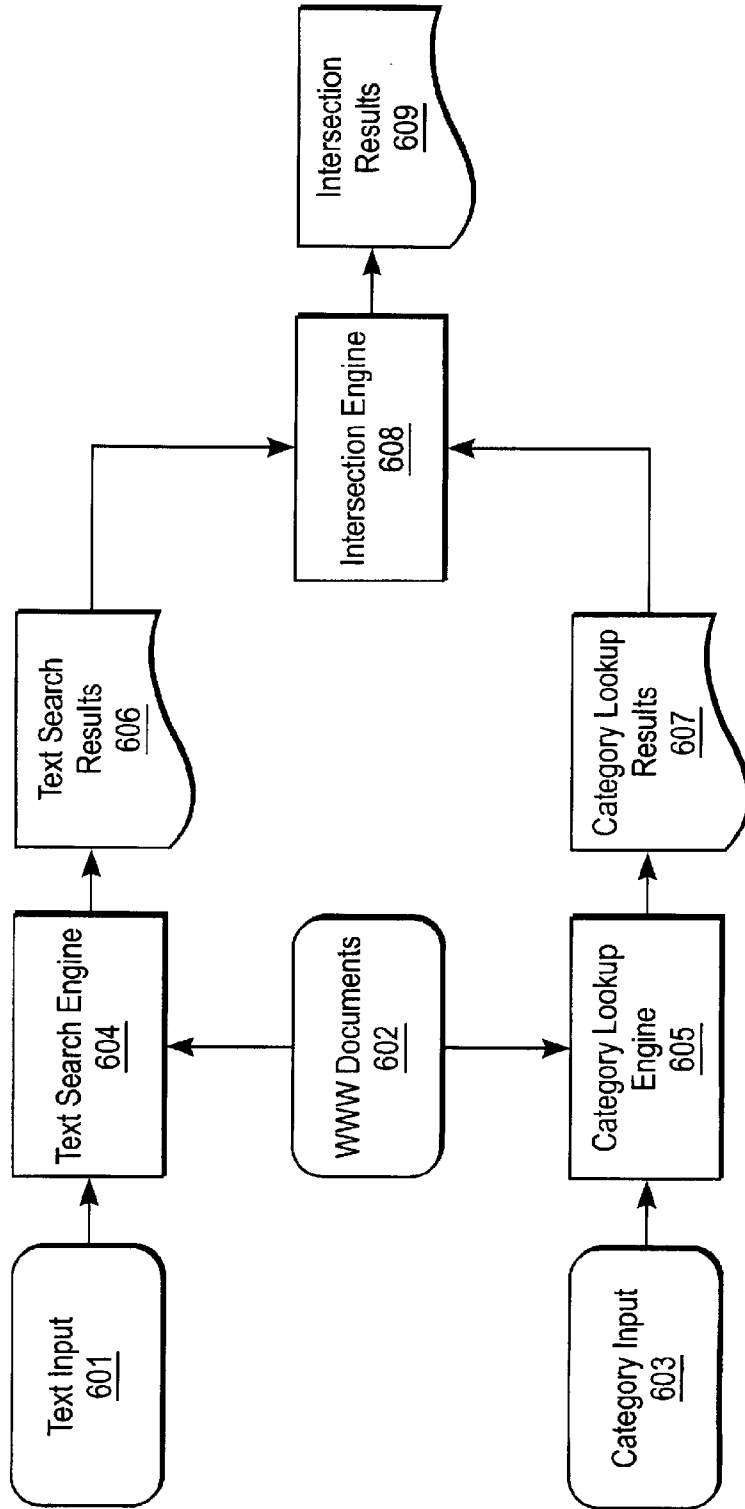 Text Input
601
Text Search Engine
604
Text Search
Results
606
WWW Documents
602
Intersection Engine
608
Intersection
Results
609
Category Input
603
Category Lookup
Engine
605
Category Lookup
Results
607